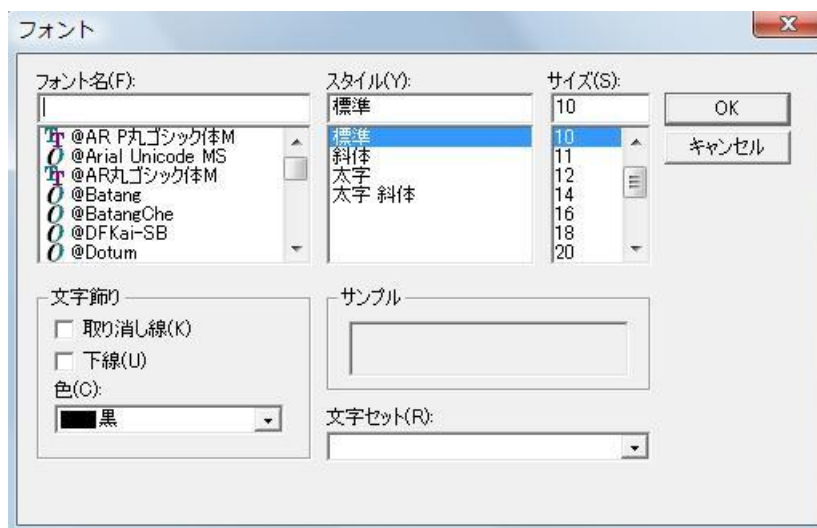 フォント
フォント名(F):
@AR P丸ゴシック体M
@Arial Unicode MS
@AR丸ゴシック体M
@Batang
@BatangChe
@DFKai-SB
@Dotum
スタイル(Y):
標準
標準
斜体
太字
太字 斜体
サイズ(S):
10
10
11
12
14
16
18
20
OK
キャンセル
文字飾り
取り消し線(K)
下線(U)
色(C):
黒
サンプル
文字セット(R):